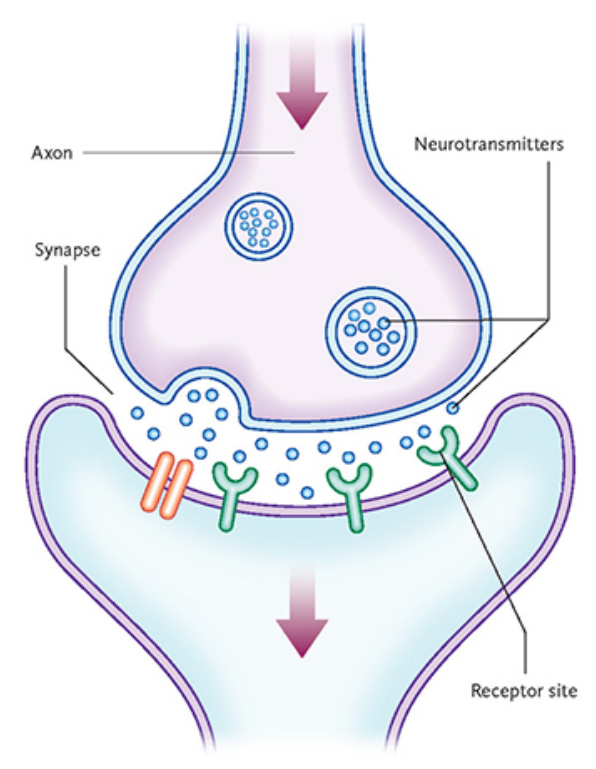 Neurotransmitters
Axon
Synapse
Receptor site